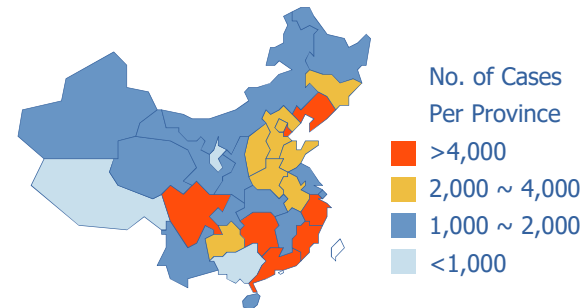 No. of Cases
Per Province
>4,000
2,000 ~ 4,000
1,000 ~ 2,000
<1,000